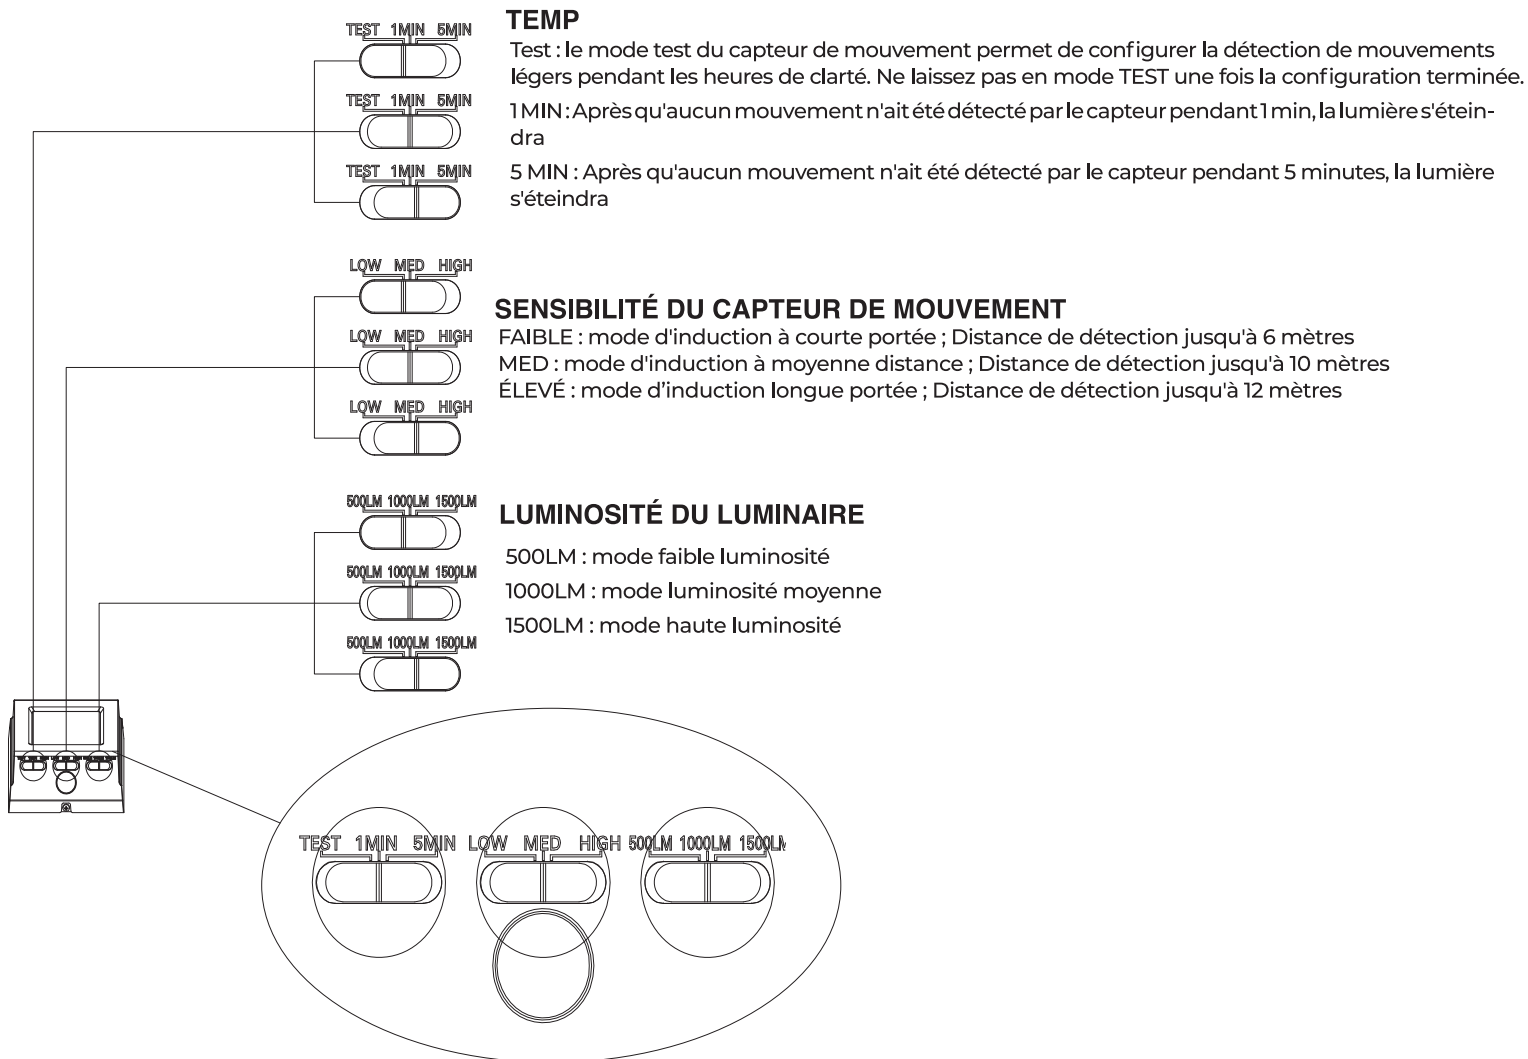 TEST 1MIN 5MIN
TEMP
Test : le mode test du capteur de mouvement permet de configurer la détection de mouvements
légers pendant les heures de clarté. Ne laissez pas en mode TEST une fois la configuration terminée.
TEST 1MIN 5MIN
1 MIN : Après qu'aucun mouvement n'ait été détecté par le capteur pendant 1 min, la lumière s'étein-
dra
TEST 1MIN 5MIN
5 MIN : Après qu'aucun mouvement n'ait été détecté par le capteur pendant 5 minutes, la lumière
s'éteindra
LOW MED HIGH
SENSIBILITÉ DU CAPTEUR DE MOUVEMENT
LOW MED HIGH
FAIBLE : mode d'induction à courte portée ; Distance de détection jusqu'à 6 mètres
MED : mode d'induction à moyenne distance ; Distance de détection jusqu'à 10 mètres
ÉLEVÉ : mode d’induction longue portée ; Distance de détection jusqu'à 12 mètres
LOW MED HIGH
500LM 1000LM 1500LM
LUMINOSITÉ DU LUMINAIRE
500LM : mode faible luminosité
500LM 1000LM 1500LM
1000LM : mode luminosité moyenne
1500LM : mode haute luminosité
500LM 1000LM 1500LM
TEST 1MIN 5MIN LOW MED HIGH 500LM 1000LM 1500LM